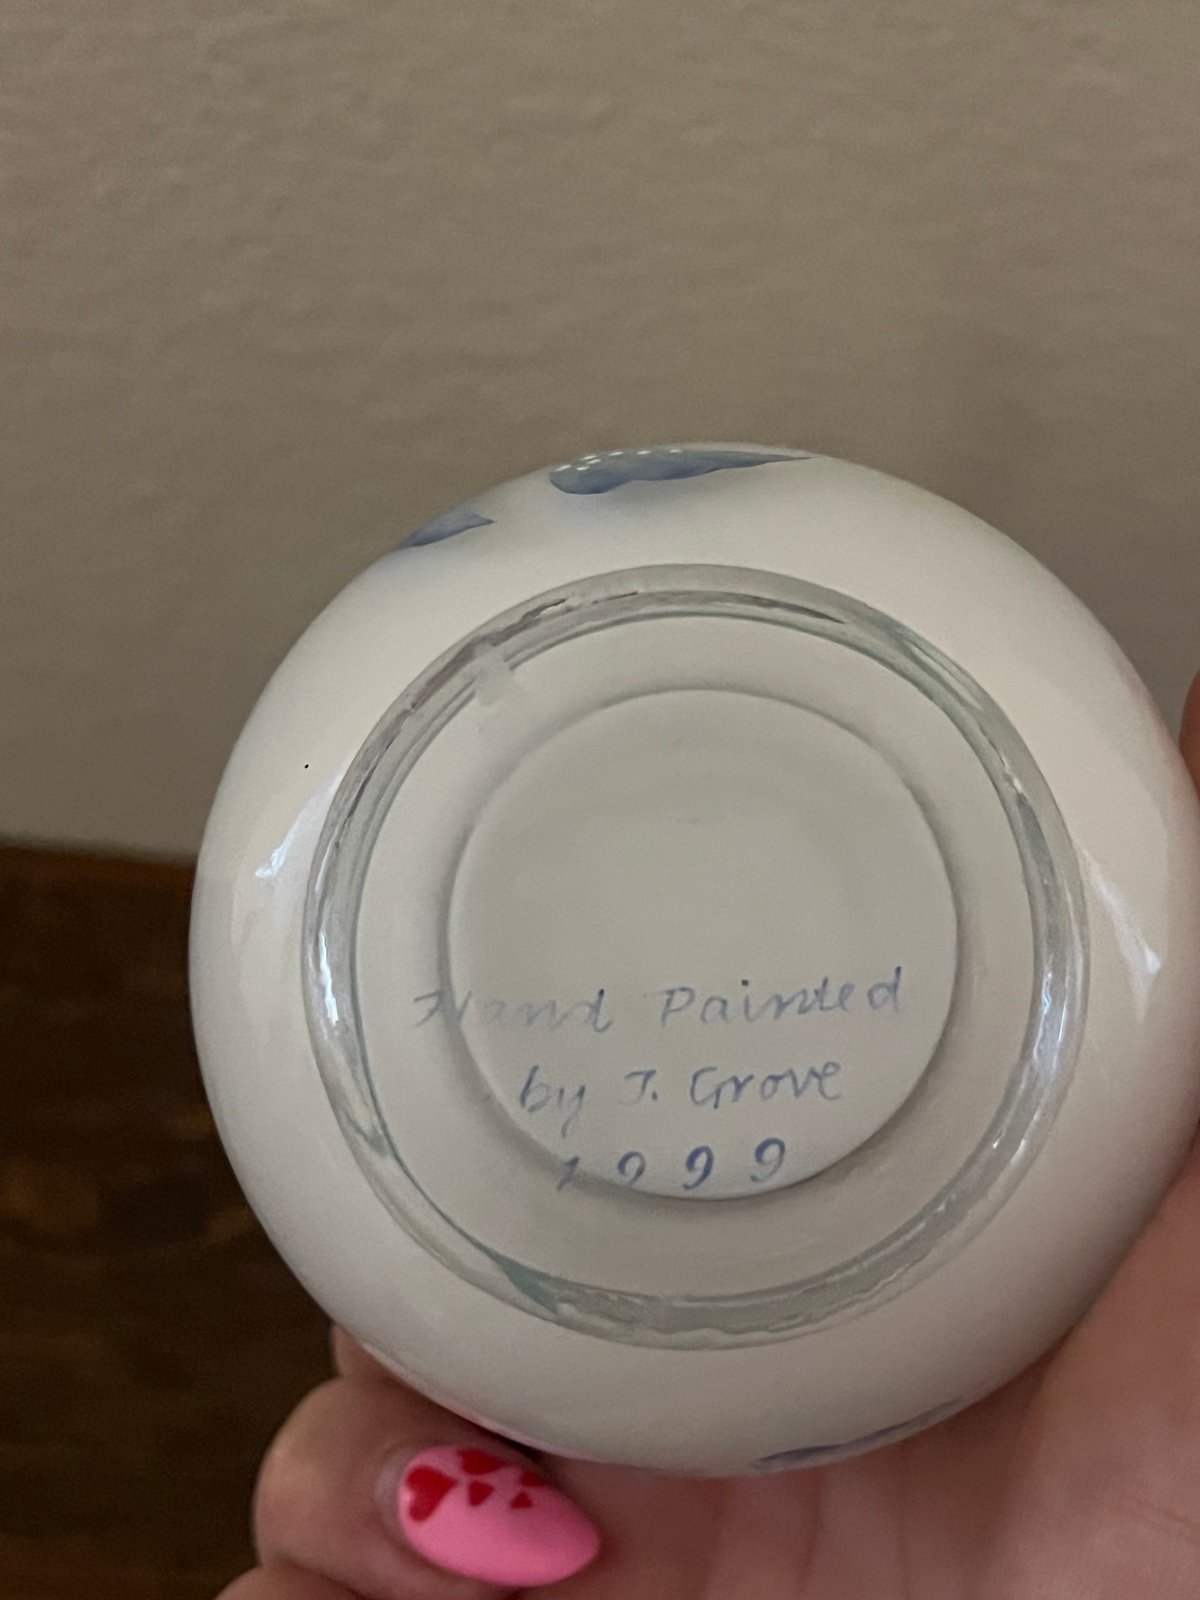 Hand Painted
by J. Grove
1999